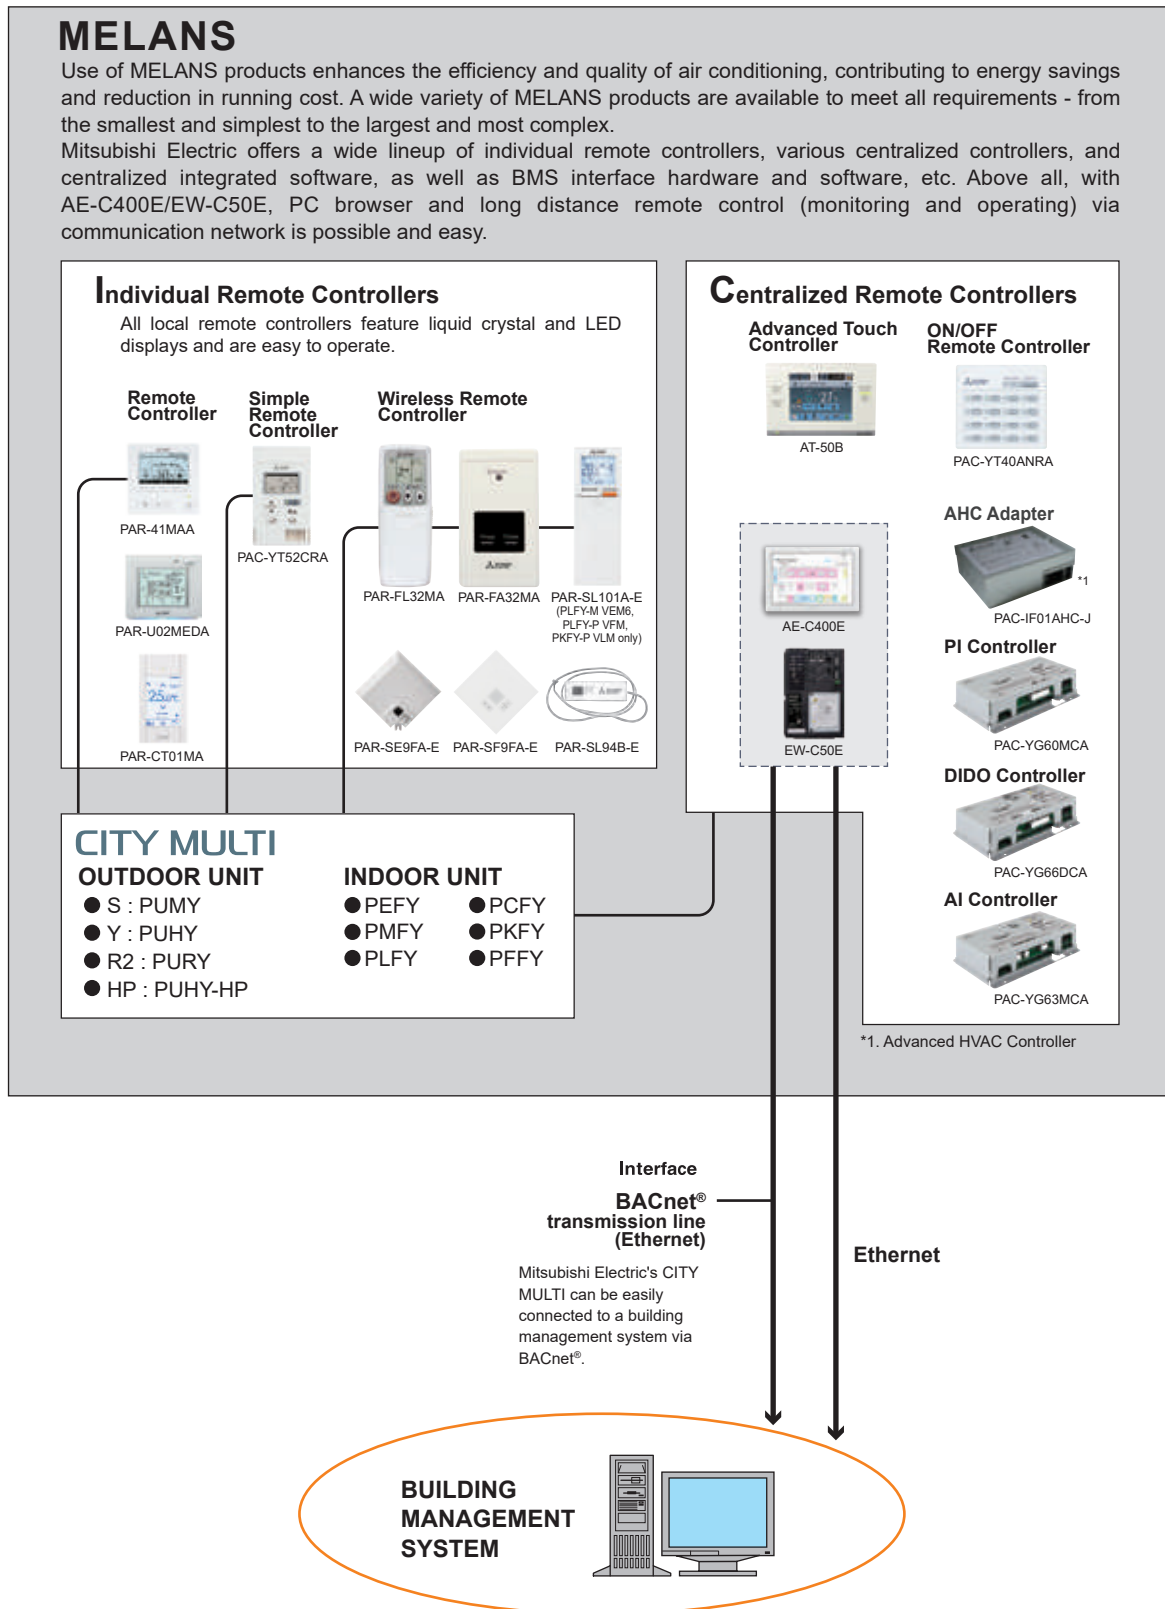 MELANS
Use of MELANS products enhances the efficiency and quality of air conditioning, contributing to energy savings
and reduction in running cost. A wide variety of MELANS products are available to meet all requirements - from
the smallest and simplest to the largest and most complex.
Mitsubishi Electric offers a wide lineup of individual remote controllers, various centralized controllers, and
centralized integrated software, as well as BMS interface hardware and software, etc. Above all, with
AE-C400E/EW-C50E, PC browser and long distance remote control (monitoring and operating) via
communication network is possible and easy.
Individual Remote Controllers
All local remote controllers feature liquid crystal and LED
displays and are easy to operate.
Remote
Controller
Simple
Remote
Controller
Wireless Remote
Controller
PAR-41MAA
PAC-YT52CRA
PAR-U02MEDA
PAR-CT01MA
PAR-FL32MA
PAR-FA32MA
PAR-SL101A-E
(PLFY-M VEM6,
PLFY-P VFM,
PKFY-P VLM only)
PAR-SE9FA-E
PAR-SF9FA-E
PAR-SL94B-E
Centralized Remote Controllers
Advanced Touch
Controller
ON/OFF
Remote Controller
AT-50B
PAC-YT40ANRA
AHC Adapter
*1
PAC-IF01AHC-J
AE-C400E
PI Controller
EW-C50E
PAC-YG60MCA
DIDO Controller
PAC-YG66DCA
AI Controller
PAC-YG63MCA
*1. Advanced HVAC Controller
CITY MULTI
OUTDOOR UNIT
● S : PUMY
● Y : PUHY
● R2 : PURY
● HP : PUHY-HP
INDOOR UNIT
●PEFY ●PCFY
●PMFY ●PKFY
●PLFY ●PFFY
Interface
BACnet®
transmission line
(Ethernet)
Ethernet
Mitsubishi Electric's CITY
MULTI can be easily
connected to a building
management system via
BACnet®.
BUILDING
MANAGEMENT
SYSTEM